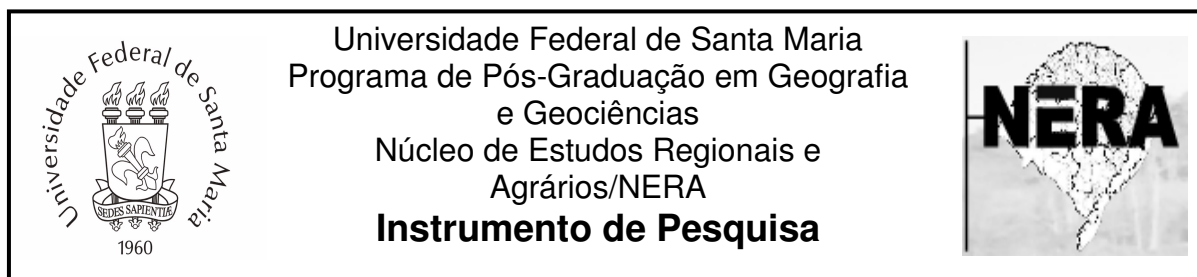 Universidade Federal de Santa Maria
SEDES SAPIENTIÆ
1960
Universidade Federal de Santa Maria
Programa de Pós-Graduação em Geografia
e Geociências
Núcleo de Estudos Regionais e
Agrários/NERA
Instrumento de Pesquisa
NERA